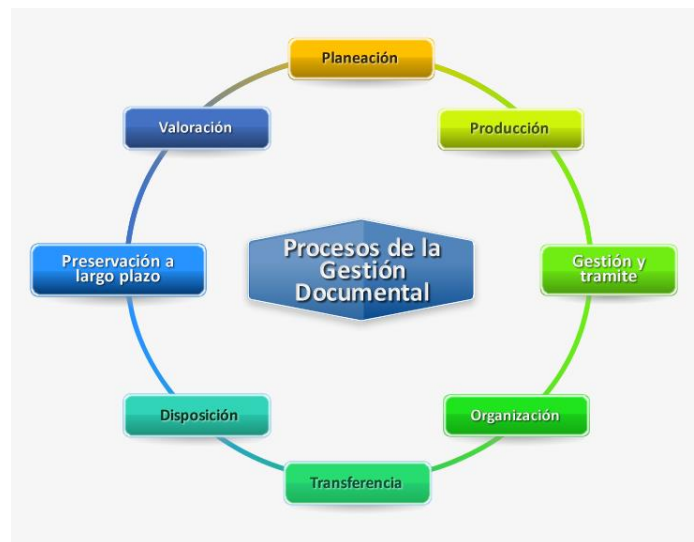 Planeación
Valoración
Producción
Procesos de la
Gestión
Documental
Preservación a
largo plazo
Gestión y
tramite
Disposición
Organización
Transferencia